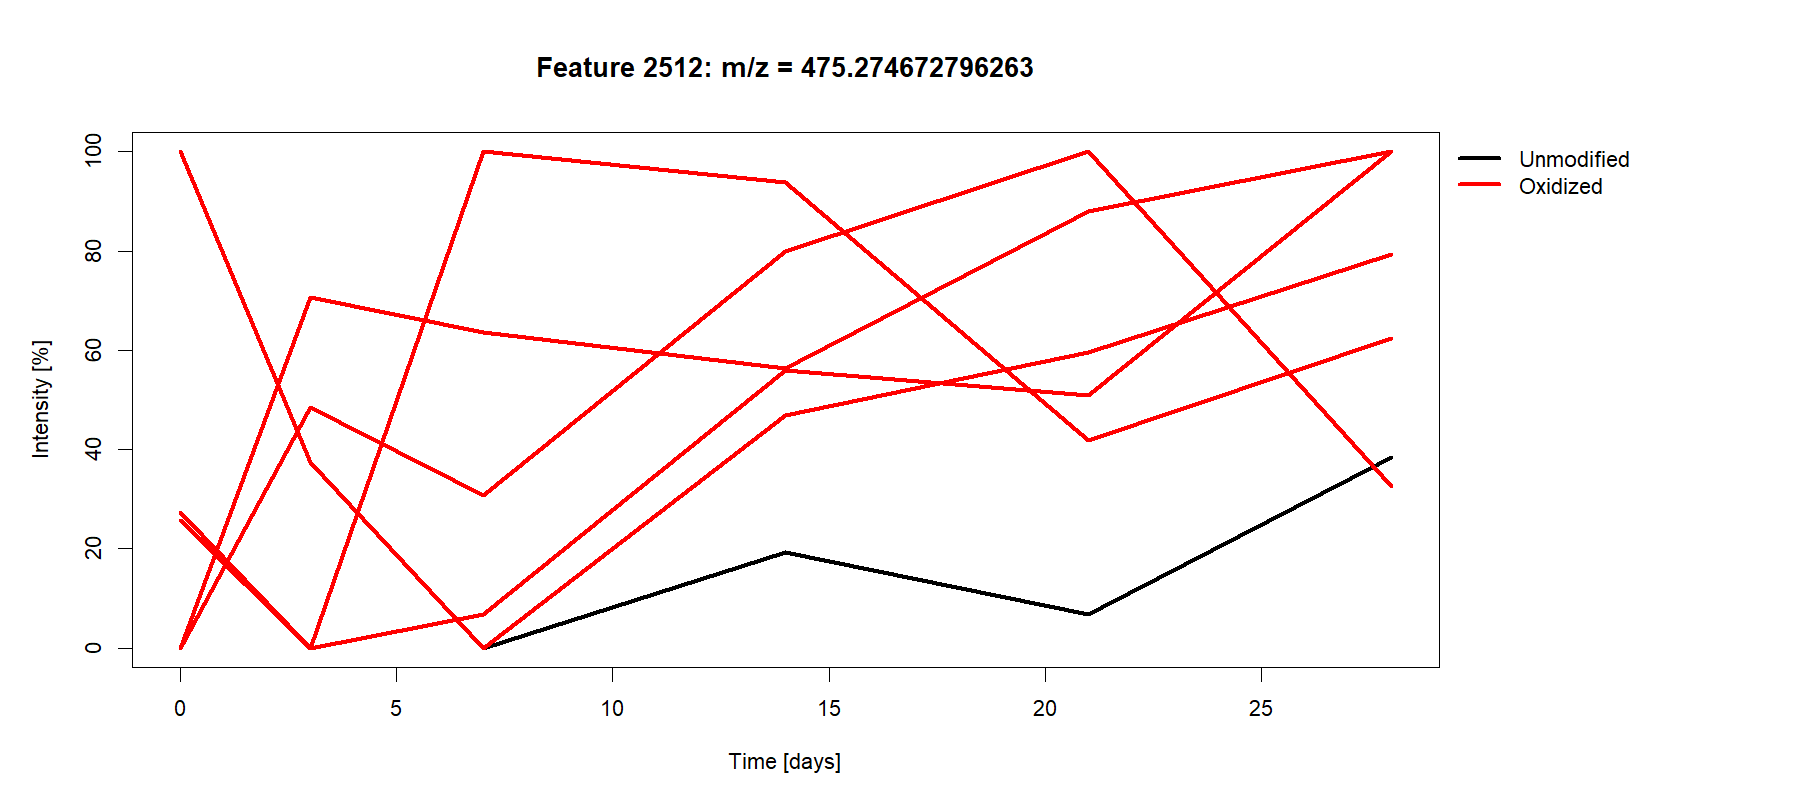 Feature 2512: m/z = 475.274672796263
Unmodified
Oxidized
100
80
60
40
20
0
Intensity [%]
0 5 10 15 20 25
Time [days]